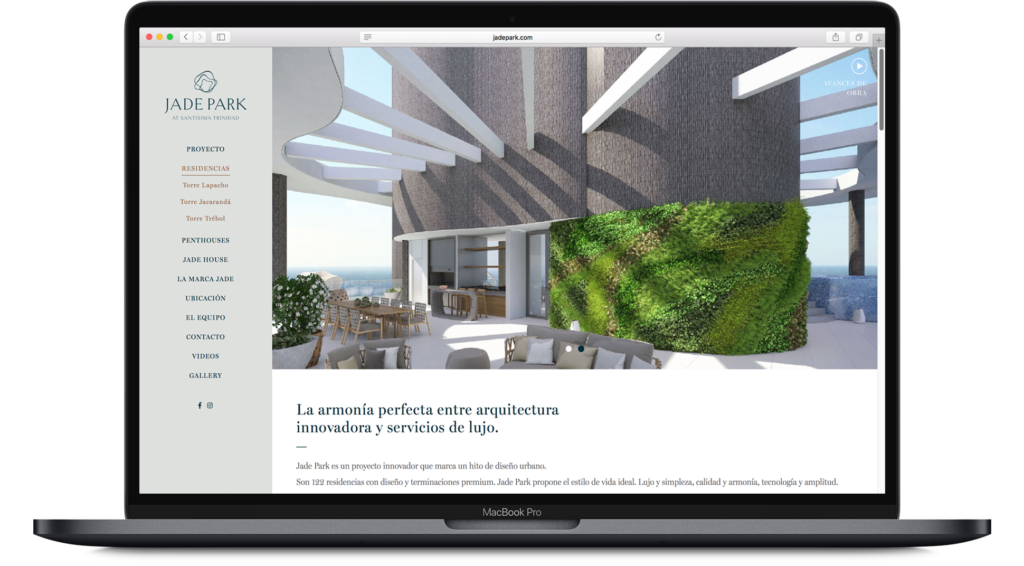 jadepark.com
JADE PARK
AT SANTISIMA TRINIDAD
AVANCES DE
OBRA
PROYECTO
RESIDENCIAS
Torre Lapacho
Torre Jacarandá
Torre Trébol
PENTHOUSES
JADE HOUSE
LA MARCA JADE
UBICACIÓN
EL EQUIPO
CONTACTO
VIDEOS
GALLERY
La armonía perfecta entre arquitectura
innovadora y servicios de lujo.
Jade Park es un proyecto innovador que marca un hito de diseño urbano.
Son 122 residencias con diseño y terminaciones premium. Jade Park propone el estilo de vida ideal. Lujo y simpleza, calidad y armonía, tecnología y amplitud.
MacBook Pro